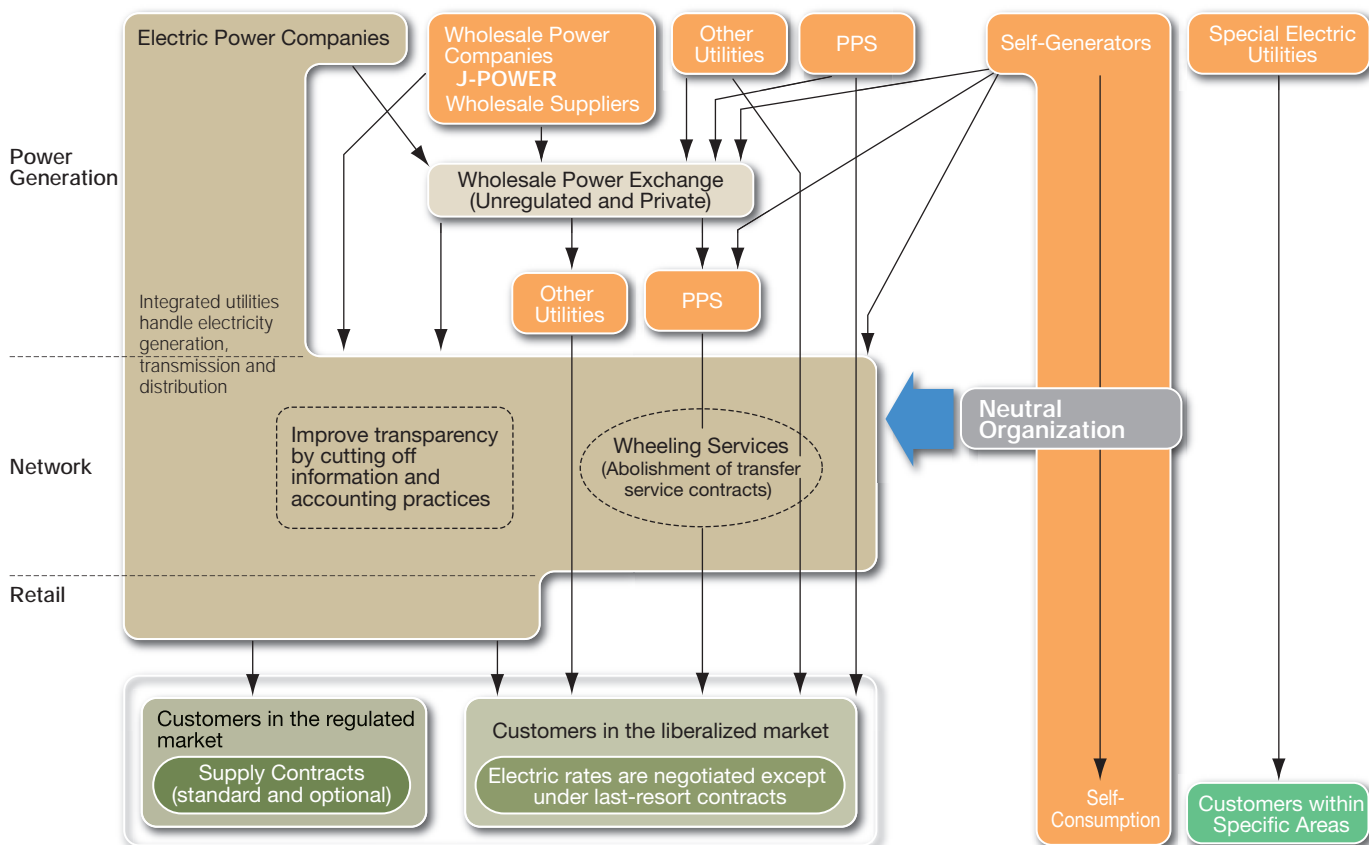 Electric Power Companies
Wholesale Power
Companies
J-POWER
Wholesale Suppliers
Other
Utilities
PPS
Self-Generators
Special Electric
Utilities
Power
Generation
Wholesale Power Exchange
(Unregulated and Private)
Other
Utilities
PPS
Integrated utilities
handle electricity
generation,
transmission and
distribution
Neutral
Organization
Network
Improve transparency
by cutting off
information and
accounting practices
Wheeling Services
(Abolishment of transfer
service contracts)
Retail
Customers in the regulated
market
Supply Contracts
(standard and optional)
Customers in the liberalized market
Electric rates are negotiated except
under last-resort contracts
Self-
Consumption
Customers within
Specific Areas